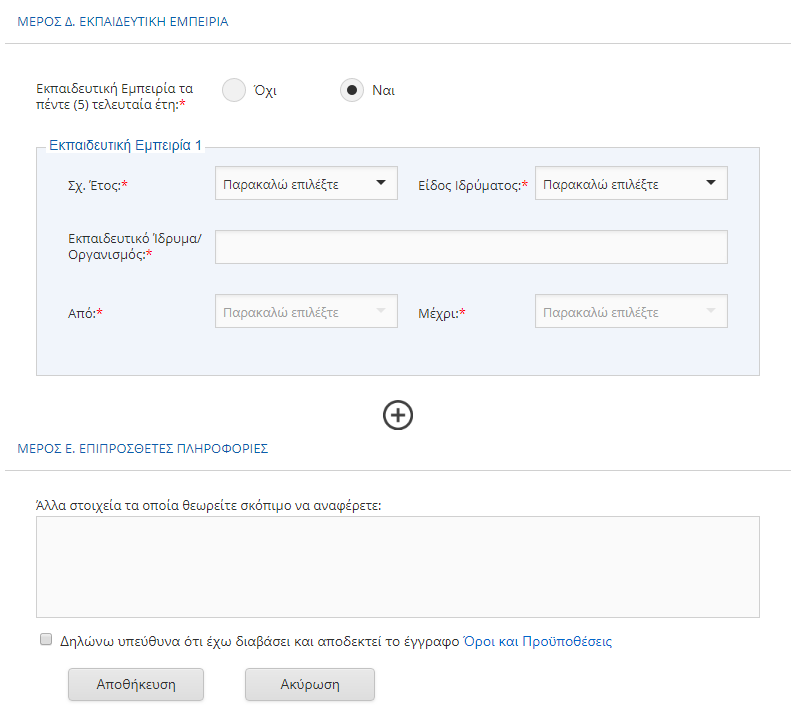 ΜΕΡΟΣ Δ. ΕΚΠΑΙΔΕΥΤΙΚΗ ΕΜΠΕΙΡΙΑ
Εκπαιδευτική Εμπειρία τα
πέντε (5) τελευταία έτη:*
Όχι
Ναι
Εκπαιδευτική Εμπειρία 1
Σχ. Έτος:*
Παρακαλώ επιλέξτε
Είδος Ιδρύματος:*
Παρακαλώ επιλέξτε
Εκπαιδευτικό Ίδρυμα/
Οργανισμός:*
Από:*
Παρακαλώ επιλέξτε
Μέχρι:*
Παρακαλώ επιλέξτε
ΜΕΡΟΣ Ε. ΕΠΙΠΡΟΣΘΕΤΕΣ ΠΛΗΡΟΦΟΡΙΕΣ
Άλλα στοιχεία τα οποία θεωρείτε σκόπιμο να αναφέρετε:
Δηλώνω υπεύθυνα ότι έχω διαβάσει και αποδεκτεί το έγγραφο Όροι και Προϋποθέσεις
Αποθήκευση
Ακύρωση